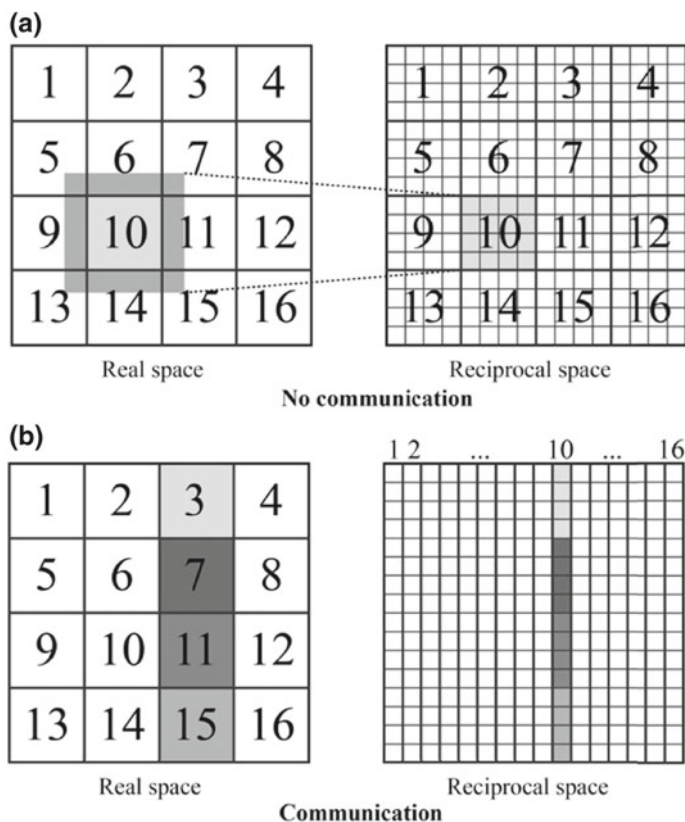 (a)
1 2 3 4
5 6 7 8
9 10 11 12
13 14 15 16
Real space
1 2 3 4
5 6 7 8
9 10 11 12
13 14 15 16
Reciprocal space
No communication
(b)
1 2 3 4
5 6 7 8
9 10 11 12
13 14 15 16
Real space
1 2 ... 10 ... 16
Reciprocal space
Communication